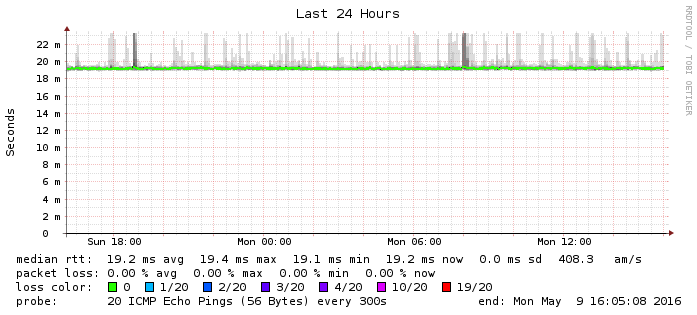 Last 24 Hours
RRDTOOL / TOBI OETIKER
Seconds
22 m
20 m
18 m
16 m
14 m
12 m
10 m
8 m
6 m
4 m
2 m
0
Sun 18:00 Mon 00:00 Mon 06:00 Mon 12:00
median rtt: 19.2 ms avg 19.4 ms max 19.1 ms min 19.2 ms now 0.0 ms sd 408.3 am/s
packet loss: 0.00 % avg 0.00 % max 0.00 % min 0.00 % now
loss color: 0 1/20 2/20 3/20 4/20 10/20 19/20
probe: 20 ICMP Echo Pings (56 Bytes) every 300s end: Mon May 9 16:05:08 2016